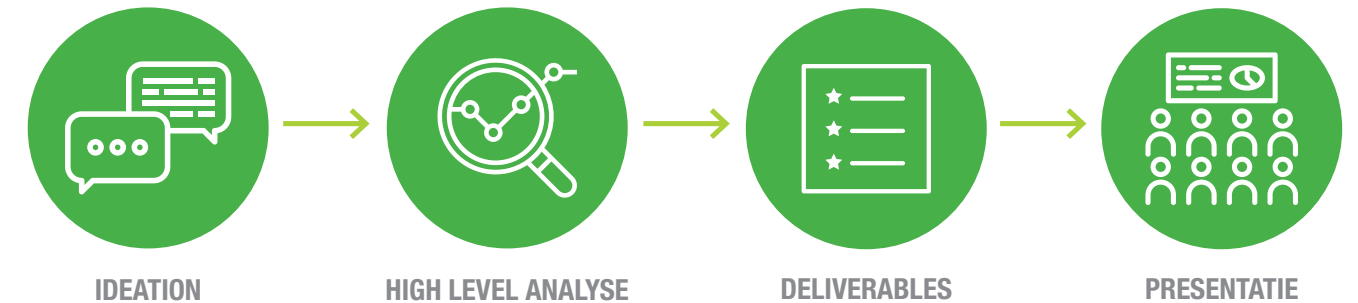 IDEATION
HIGH LEVEL ANALYSE
DELIVERABLES
PRESENTATIE